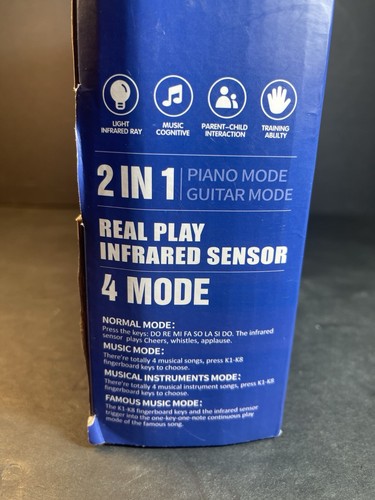 LIGHT
INFRARED RAY
MUSIC
COGNITIVE
PARENT-CHILD
INTERACTION
TRAINING
ABILTY
2 IN 1
PIANO MODE
GUITAR MODE
REAL PLAY
INFRARED SENSOR
4 MODE
NORMAL MODE:
Press the keys: DO RE MI FA SO LA SI DO. The infrared
sensor plays Cheers, whistles, applause.
MUSIC MODE:
There're totally 4 musical songs, press K1-K8
fingerboard keys to choose.
MUSICAL INSTRUMENTS MODE:
There're totally 4 musical instrument songs, press K1-K8
fingerboard keys to choose.
FAMOUS MUSIC MODE:
The K1-K8 fingerboard keys and the infrared sensor
trigger into the one-key-one-note continuous play
mode of the famous song.